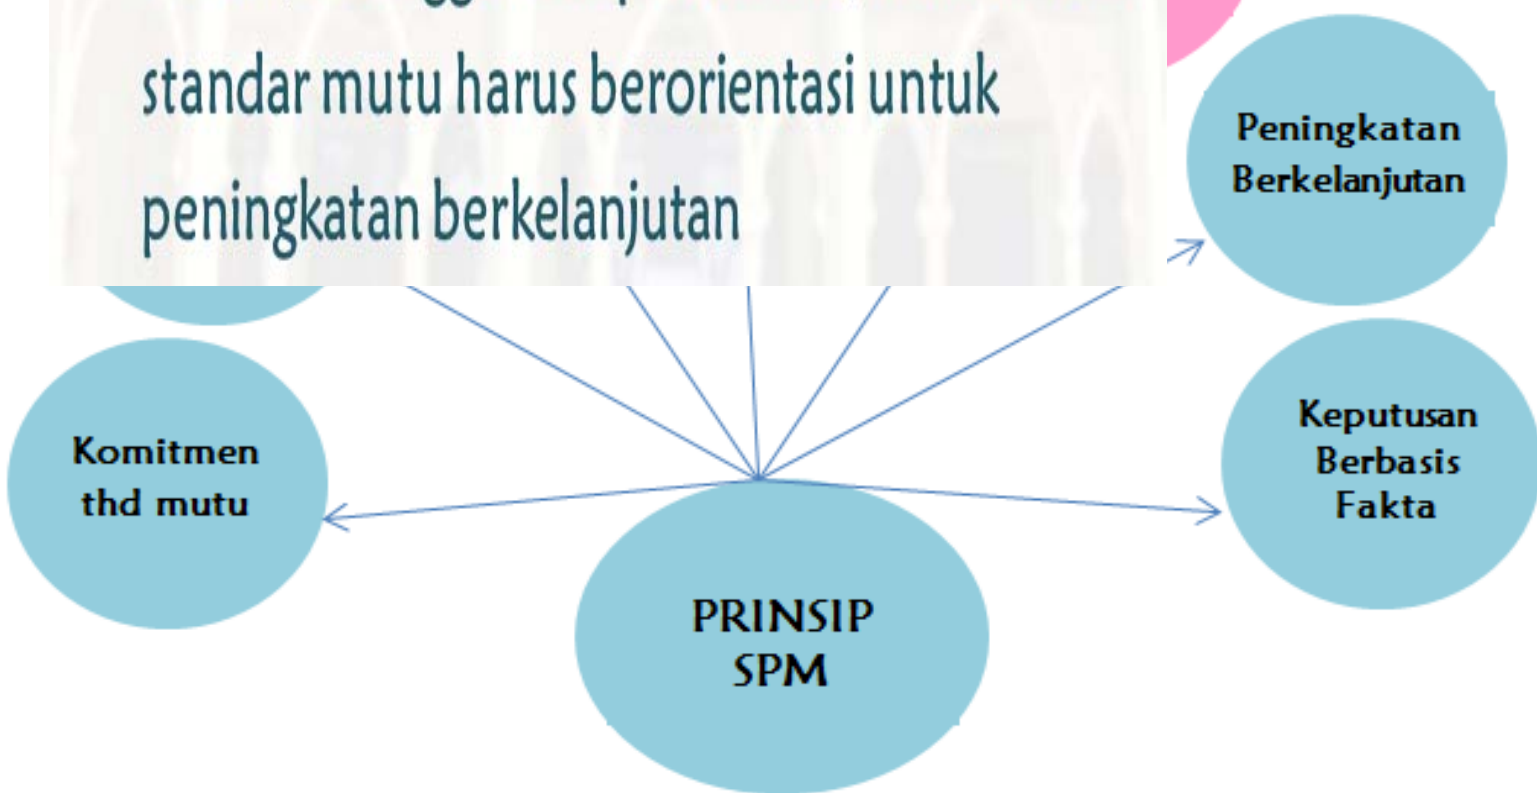 standar mutu harus berorientasi untuk
peningkatan berkelanjutan
Peningkatan
Berkelanjutan
Komitmen
thd mutu
Keputusan
Berbasis
Fakta
PRINSIP
SPM